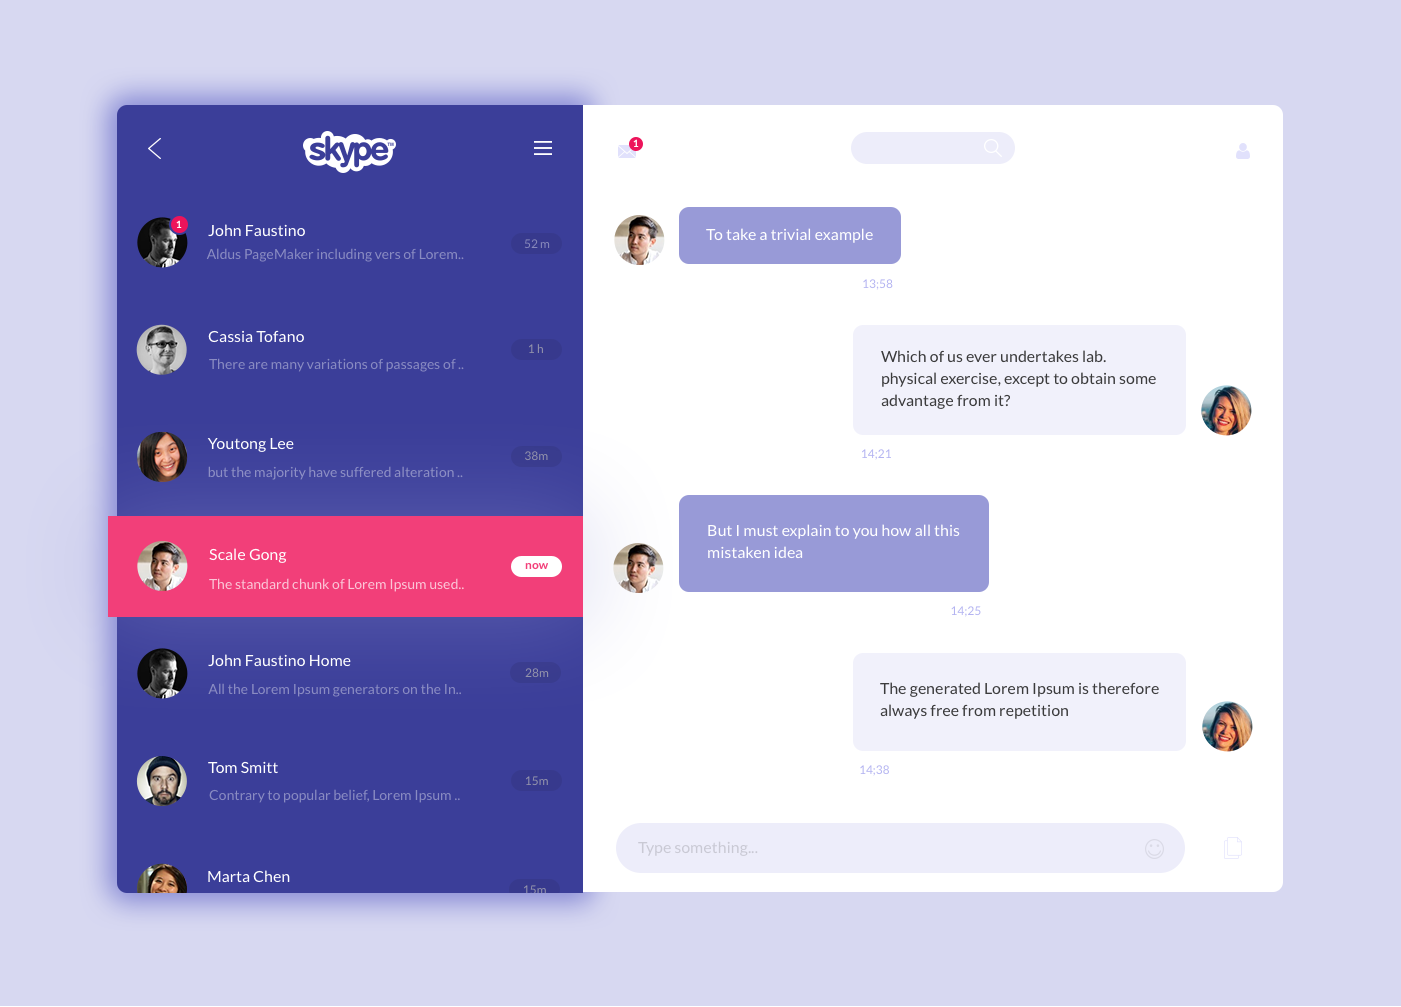 skype™
1
John Faustino
Aldus PageMaker including vers of Lorem..
52 m
Cassia Tofano
There are many variations of passages of ..
1 h
Youtong Lee
but the majority have suffered alteration ..
38m
Scale Gong
The standard chunk of Lorem Ipsum used..
now
John Faustino Home
All the Lorem Ipsum generators on the In..
28m
Tom Smitt
Contrary to popular belief, Lorem Ipsum ..
15m
Marta Chen
15m
1
To take a trivial example
13;58
Which of us ever undertakes lab.
physical exercise, except to obtain some
advantage from it?
14;21
But I must explain to you how all this
mistaken idea
14;25
The generated Lorem Ipsum is therefore
always free from repetition
14;38
Type something...